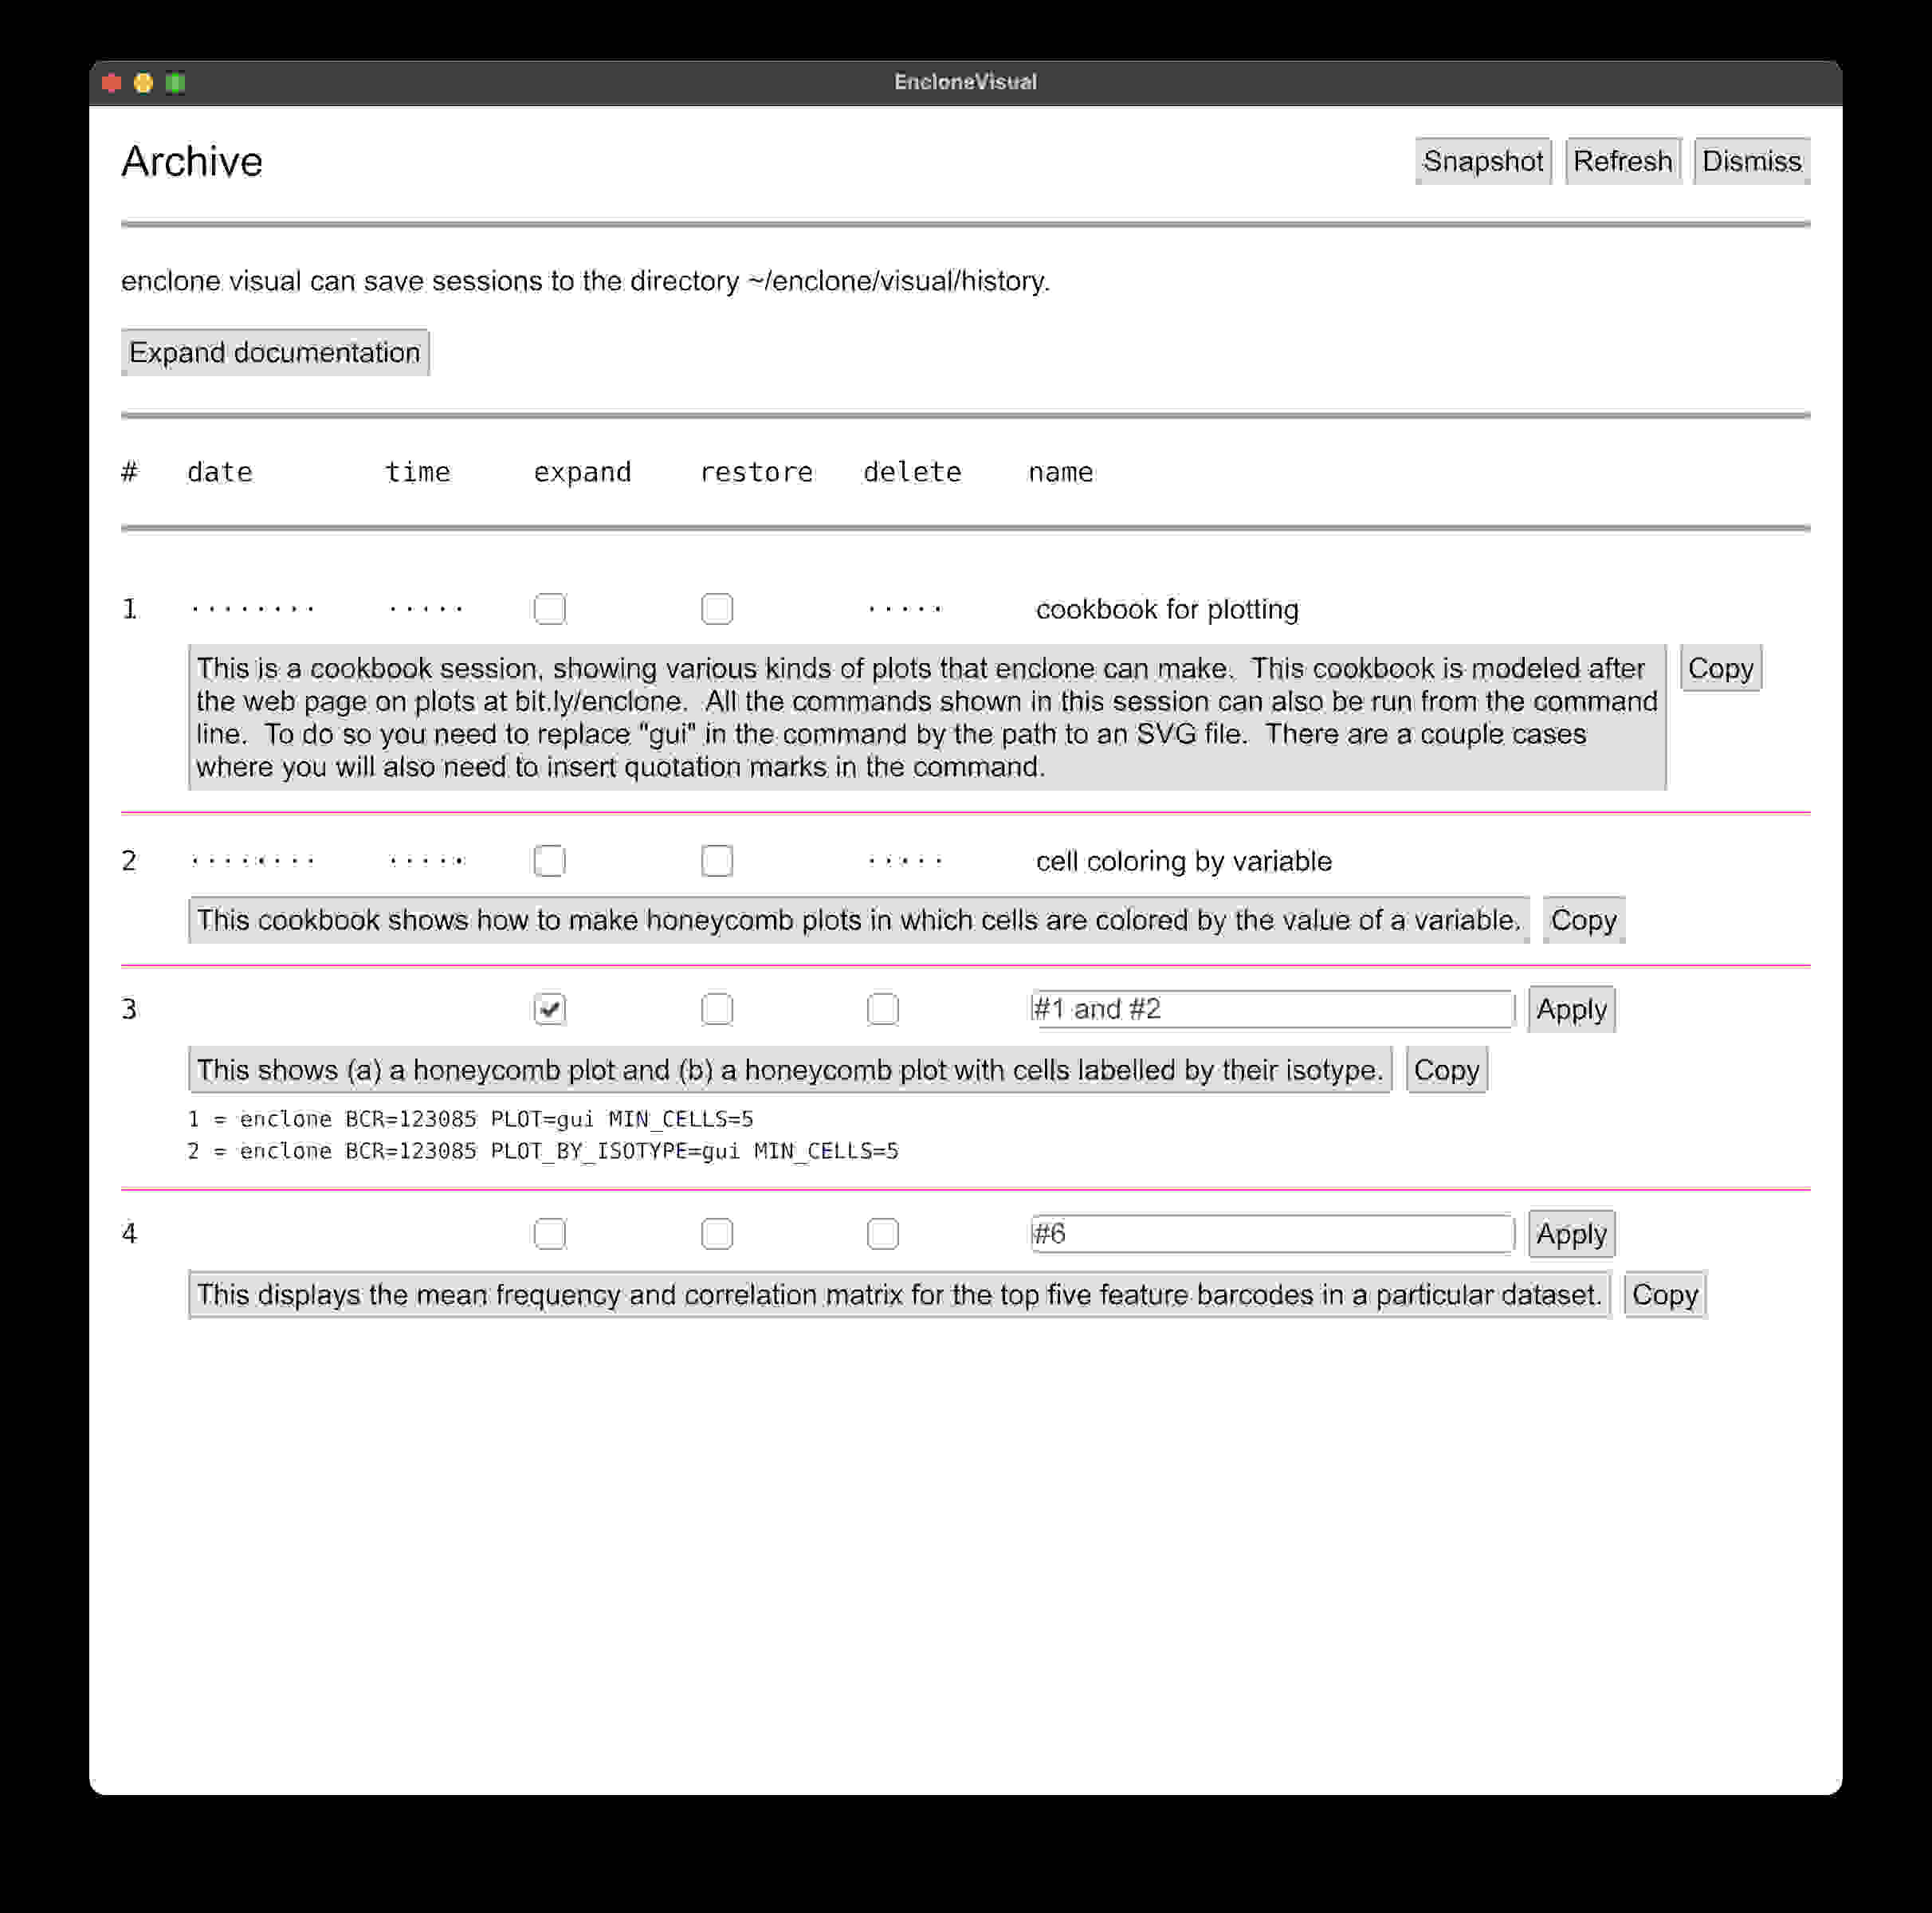 EncloneVisual
Archive Snapshot Refresh Dismiss
enclone visual can save sessions to the directory ~/enclone/visual/history.
Expand documentation
# date time expand restore delete name
1 ········ ····· ····· cookbook for plotting
This is a cookbook session, showing various kinds of plots that enclone can make.  This cookbook is modeled after Copy
the web page on plots at bit.ly/enclone.  All the commands shown in this session can also be run from the command
line.  To do so you need to replace "gui" in the command by the path to an SVG file.  There are a couple cases
where you will also need to insert quotation marks in the command.
2 ········ ····· ····· cell coloring by variable
This cookbook shows how to make honeycomb plots in which cells are colored by the value of a variable. Copy
3 #1 and #2 Apply
This shows (a) a honeycomb plot and (b) a honeycomb plot with cells labelled by their isotype. Copy
1 = enclone BCR=123085 PLOT=gui MIN_CELLS=5
2 = enclone BCR=123085 PLOT_BY_ISOTYPE=gui MIN_CELLS=5
4 #6 Apply
This displays the mean frequency and correlation matrix for the top five feature barcodes in a particular dataset. Copy